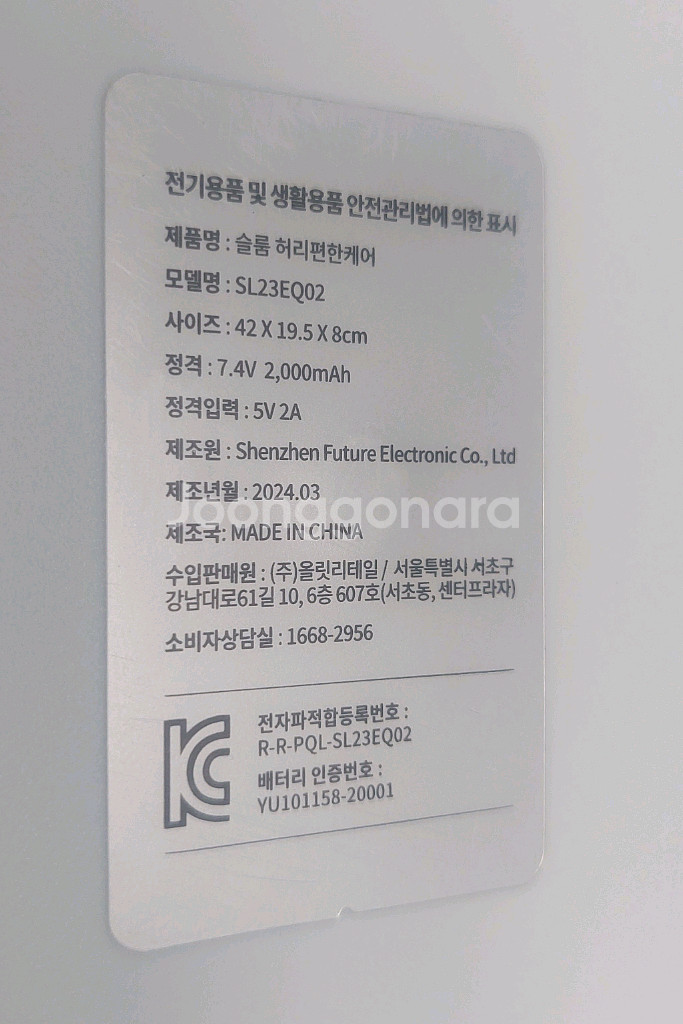 전기용품 및 생활용품 안전관리법에 의한 표시
제품명 : 슬룸 허리편한케어
모델명 : SL23EQ02
사이즈 : 42 X 19.5 X 8cm
정격 : 7.4V 2,000mAh
정격입력 : 5V 2A
제조원 : Shenzhen Future Electronic Co., Ltd
제조년월 : 2024.03
Joonggonara
제조국: MADE IN CHINA
수입판매원 : (주)올릿리테일 / 서울특별시 서초구
강남대로61길 10, 6층 607호(서초동, 센터프라자)
소비자상담실 : 1668-2956
전자파적합등록번호 :
R-R-PQL-SL23EQ02
배터리 인증번호 :
YU101158-20001